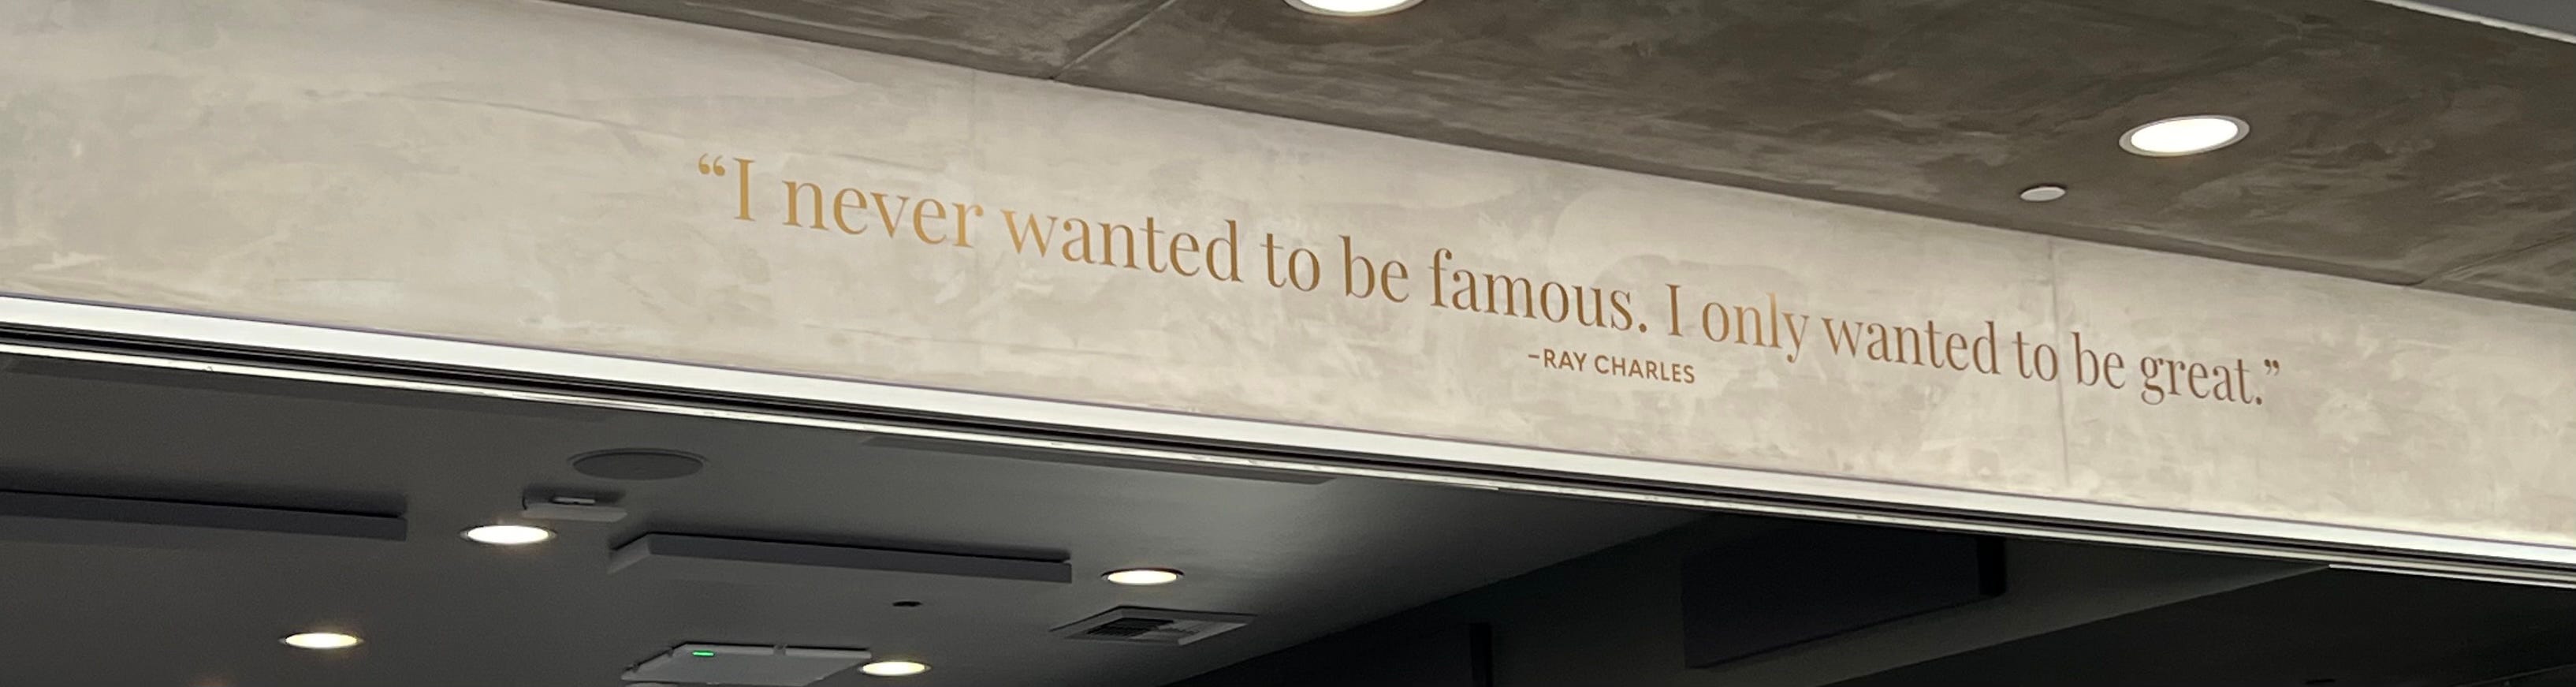 “I never wanted to be famous. I only wanted to be great.”
–RAY CHARLES